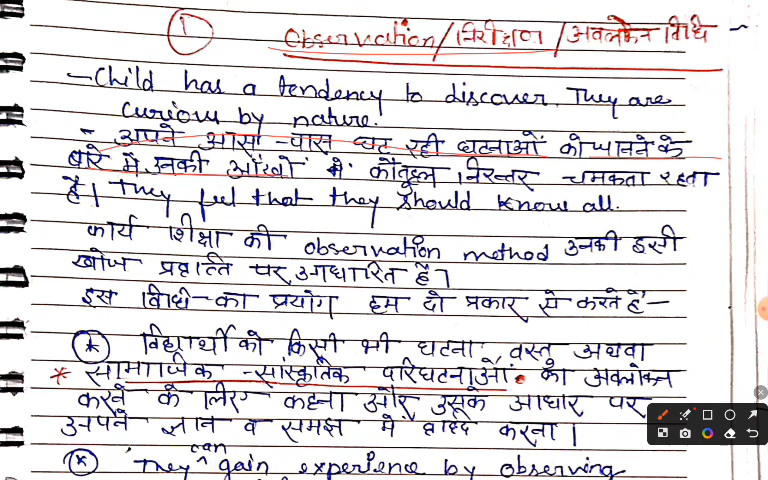 1 Observation/निरीक्षण/अवलोकन विधि ~
- Child has a tendency to discover. They are
curious by nature.
- अपने आस-पास घट रही घटनाओं को जानने के
बारे में उनकी आँखों में कौतुहल निरन्तर चमकता रहता
है। They feel that they should know all.
कार्य शिक्षा की observation method उनकी इसी
खोज प्रवृत्ति पर आधारित है।
इस विधि का प्रयोग हम दो प्रकार से करते हैं-
* विद्यार्थी को किसी भी घटना, वस्तु अथवा
* सामाजिक-सांस्कृतिक परिघटनाओं का अवलोकन
करने के लिए कहना और उसके आधार पर
अपने ज्ञान व समझ में वृद्धि करना।
* They can gain experience by observing